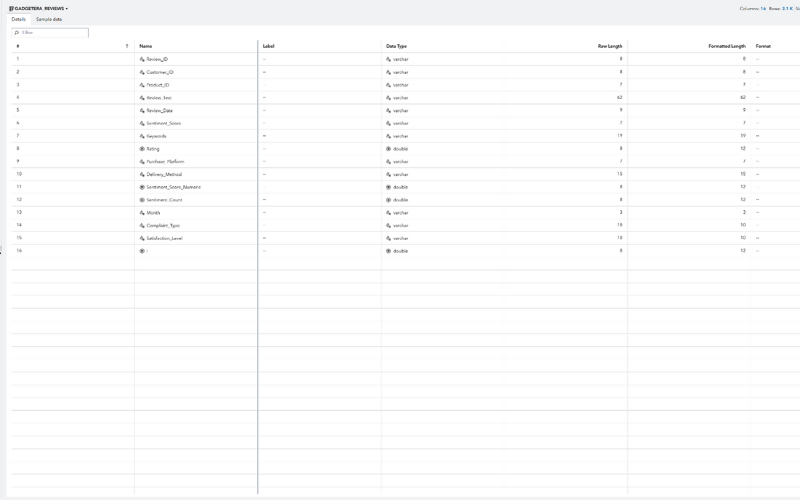 GADGETERA_REVIEWS
Columns: 16 Rows: 2.1 K
Details Sample data
Filter
# Name Label Data Type Raw Length Formatted Length Format
1 Review_ID -- varchar 8 8 --
2 Customer_ID -- varchar 8 8 --
3 Product_ID -- varchar 7 7 --
4 Review_Text -- varchar 62 62 --
5 Review_Date -- varchar 9 9 --
6 Sentiment_Score -- varchar 7 7 --
7 Keywords -- varchar 19 19 --
8 Rating -- double 8 12 --
9 Purchase_Platform -- varchar 7 7 --
10 Delivery_Method -- varchar 15 15 --
11 Sentiment_Score_Numeric double 8 12 --
12 Sentiment_Count -- double 8 12 --
13 Month -- varchar 3 3 --
14 Complaint_Type varchar 10 10 --
15 Satisfaction_Level -- varchar 10 10 --
16 -- double 8 12 --